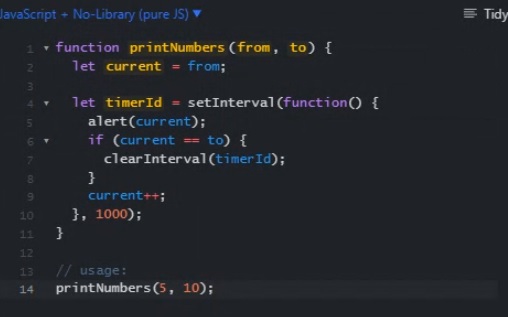 JavaScript + No-Library (pure JS) ▼
Tidy
1 ▾ function printNumbers(from, to) {
2 let current = from;
3
4 ▾ let timerId = setInterval(function() {
5 alert(current);
6 ▾ if (current == to) {
7 clearInterval(timerId);
8 }
9 current++;
10 }, 1000);
11 }
12
13 // usage:
14 printNumbers(5, 10);